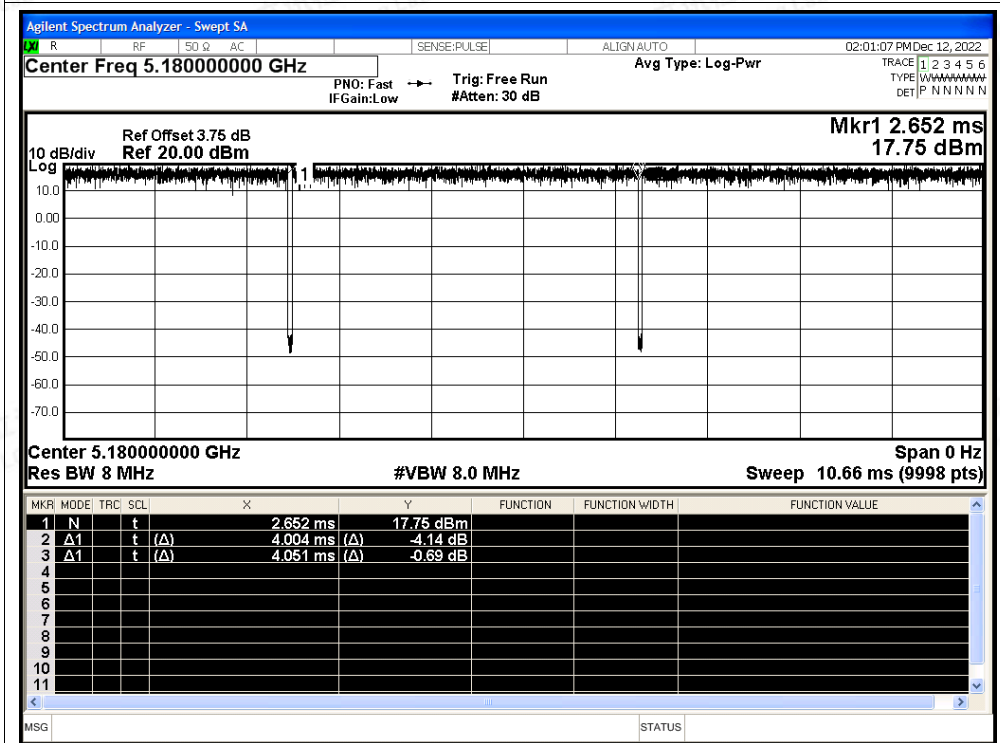 Agilent Spectrum Analyzer - Swept SA
LXI R RF 50 Ω AC SENSE:PULSE ALIGN AUTO 02:01:07 PM Dec 12, 2022
Center Freq 5.180000000 GHz Avg Type: Log-Pwr TRACE 1 2 3 4 5 6
PNO: Fast Trig: Free Run TYPE WWWWWW
IFGain:Low #Atten: 30 dB DET P N N N N N
Mkr1 2.652 ms
Ref Offset 3.75 dB
10 dB/div Ref 20.00 dBm 17.75 dBm
Log
1
10.0
0.00
-10.0
-20.0
-30.0
-40.0
-50.0
-60.0
-70.0
Center 5.180000000 GHz Span 0 Hz
Res BW 8 MHz #VBW 8.0 MHz Sweep 10.66 ms (9998 pts)
MKR MODE TRC SCL X Y FUNCTION FUNCTION WIDTH FUNCTION VALUE
1 N t 2.652 ms 17.75 dBm
2 Δ1 t (Δ) 4.004 ms (Δ) -4.14 dB
3 Δ1 t (Δ) 4.051 ms (Δ) -0.69 dB
4
5
6
7
8
9
10
11
MSG STATUS